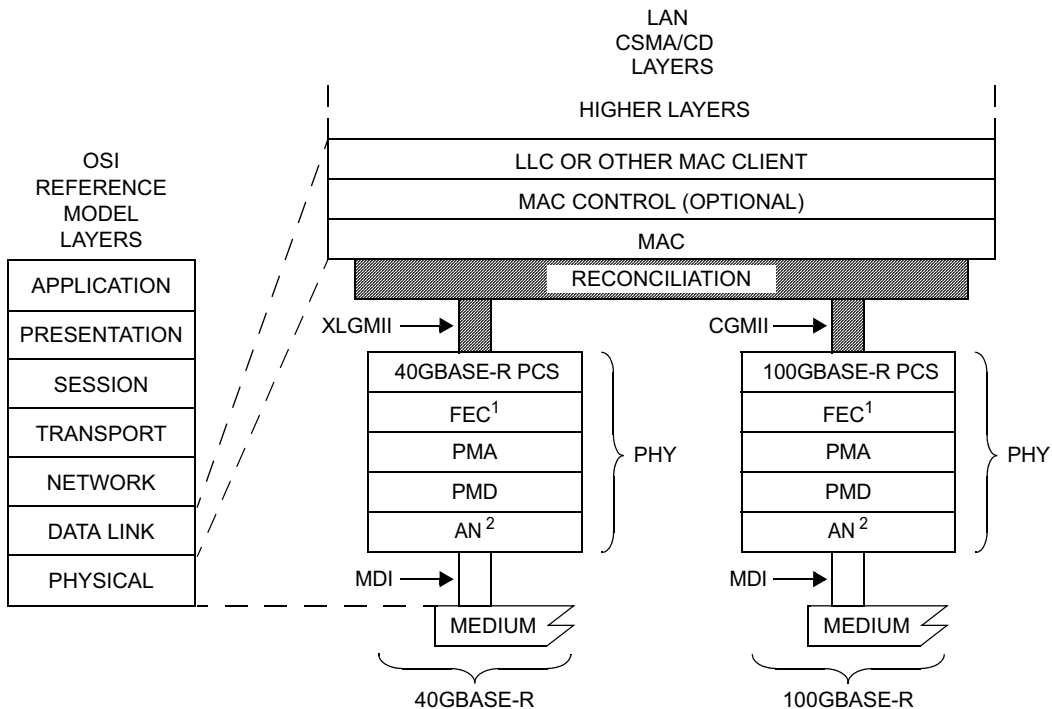 LAN
CSMA/CD
LAYERS
HIGHER LAYERS
LLC OR OTHER MAC CLIENT
MAC CONTROL (OPTIONAL)
MAC
RECONCILIATION
OSI
REFERENCE
MODEL
LAYERS
APPLICATION
PRESENTATION
SESSION
TRANSPORT
NETWORK
DATA LINK
PHYSICAL
XLGMII
40GBASE-R PCS
FEC1
PMA
PMD
AN 2
PHY
MDI
MEDIUM
40GBASE-R
CGMII
100GBASE-R PCS
FEC1
PMA
PMD
AN 2
PHY
MDI
MEDIUM
100GBASE-R